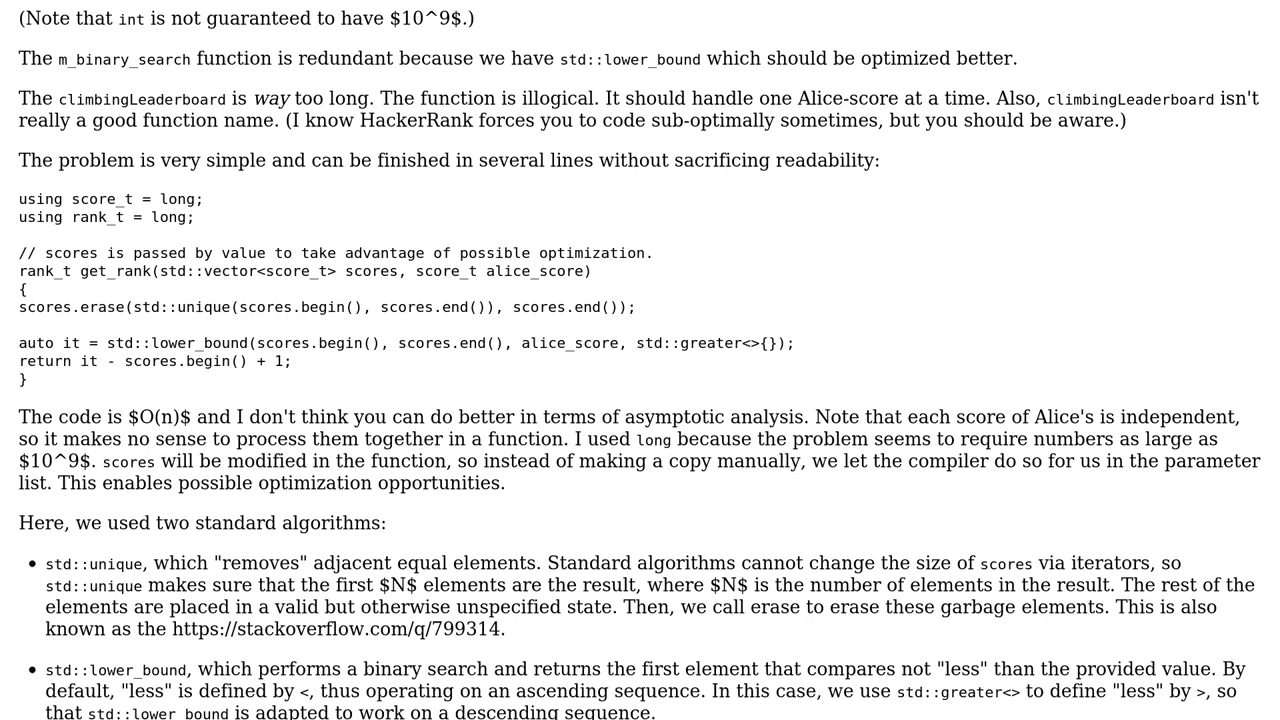 (Note that int is not guaranteed to have $10^9$.)
The m_binary_search function is redundant because we have std::lower_bound which should be optimized better.
The climbingLeaderboard is way too long. The function is illogical. It should handle one Alice-score at a time. Also, climbingLeaderboard isn't
really a good function name. (I know HackerRank forces you to code sub-optimally sometimes, but you should be aware.)
The problem is very simple and can be finished in several lines without sacrificing readability:
using score_t = long;
using rank_t = long;
// scores is passed by value to take advantage of possible optimization.
rank_t get_rank(std::vector<score_t> scores, score_t alice_score)
{
scores.erase(std::unique(scores.begin(), scores.end()), scores.end());
auto it = std::lower_bound(scores.begin(), scores.end(), alice_score, std::greater<>{});
return it - scores.begin() + 1;
}
The code is $O(n)$ and I don't think you can do better in terms of asymptotic analysis. Note that each score of Alice's is independent,
so it makes no sense to process them together in a function. I used long because the problem seems to require numbers as large as
$10^9$. scores will be modified in the function, so instead of making a copy manually, we let the compiler do so for us in the parameter
list. This enables possible optimization opportunities.
Here, we used two standard algorithms:
• std::unique, which "removes" adjacent equal elements. Standard algorithms cannot change the size of scores via iterators, so
std::unique makes sure that the first $N$ elements are the result, where $N$ is the number of elements in the result. The rest of the
elements are placed in a valid but otherwise unspecified state. Then, we call erase to erase these garbage elements. This is also
known as the https://stackoverflow.com/q/799314.
• std::lower_bound, which performs a binary search and returns the first element that compares not "less" than the provided value. By
default, "less" is defined by <, thus operating on an ascending sequence. In this case, we use std::greater<> to define "less" by >, so
that std::lower_bound is adapted to work on a descending sequence.